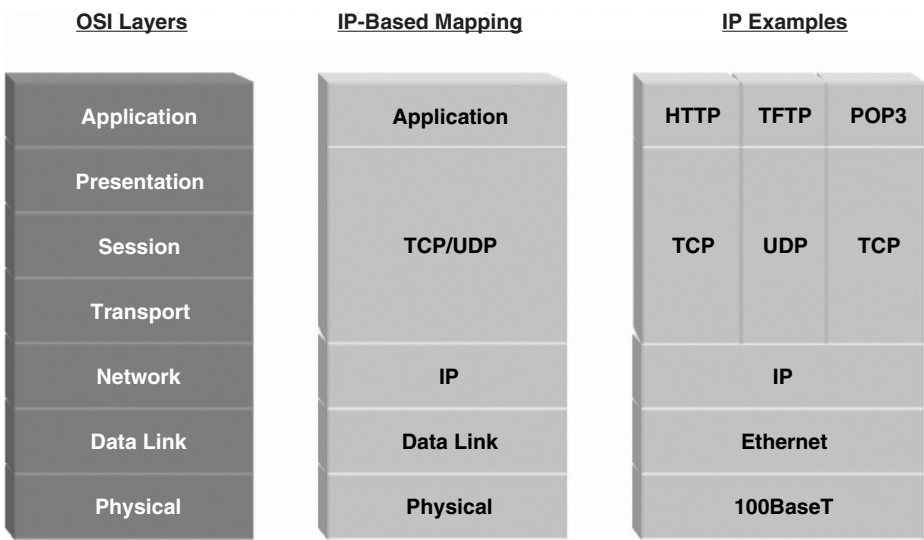 OSI Layers
IP-Based Mapping
IP Examples
Application
Application
HTTP
TFTP
POP3
Presentation
Session
TCP/UDP
TCP
UDP
TCP
Transport
Network
IP
IP
Data Link
Data Link
Ethernet
Physical
Physical
100BaseT